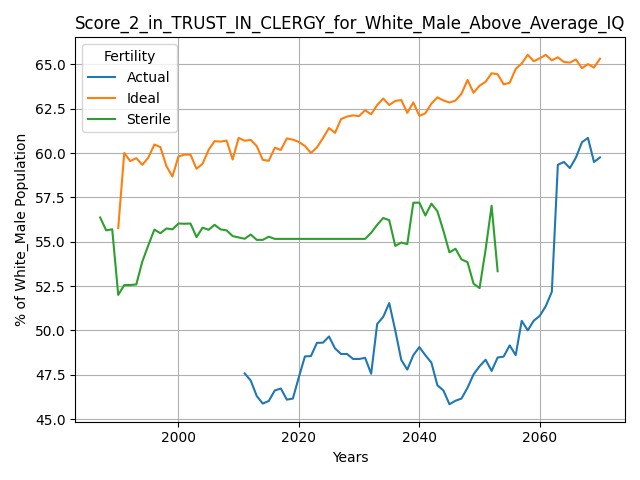 Score_2_in_TRUST_IN_CLERGY_for_White_Male_Above_Average_IQ
Fertility
Actual
Ideal
Sterile
65.0
62.5
60.0
57.5
55.0
52.5
50.0
47.5
45.0
% of White_Male Population
2000
2020
2040
2060
Years